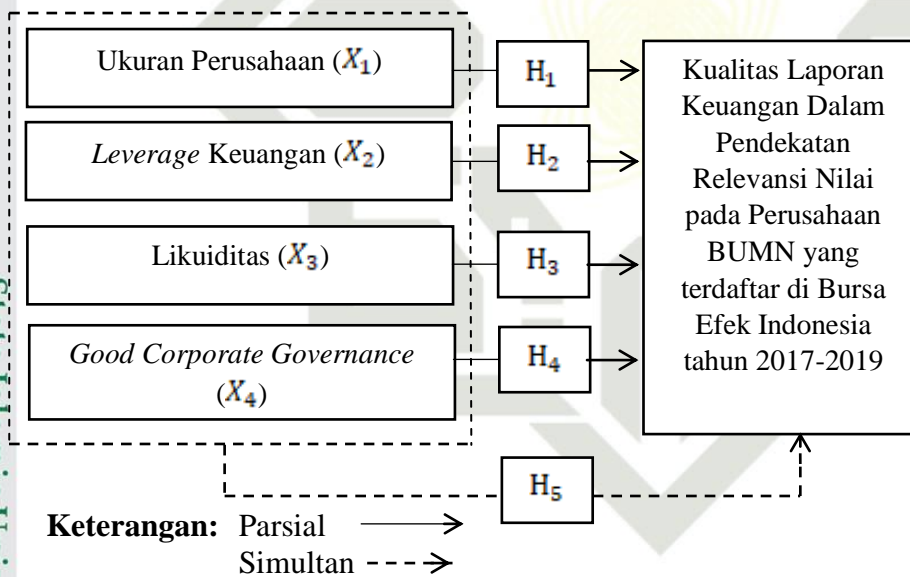 Ukuran Perusahaan (X₁)
H₁
Leverage Keuangan (X₂)
H₂
Likuiditas (X₃)
H₃
Good Corporate Governance
(X₄)
H₄
Kualitas Laporan
Keuangan Dalam
Pendekatan
Relevansi Nilai
pada Perusahaan
BUMN yang
terdaftar di Bursa
Efek Indonesia
tahun 2017-2019
H₅
Keterangan: Parsial
Simultan